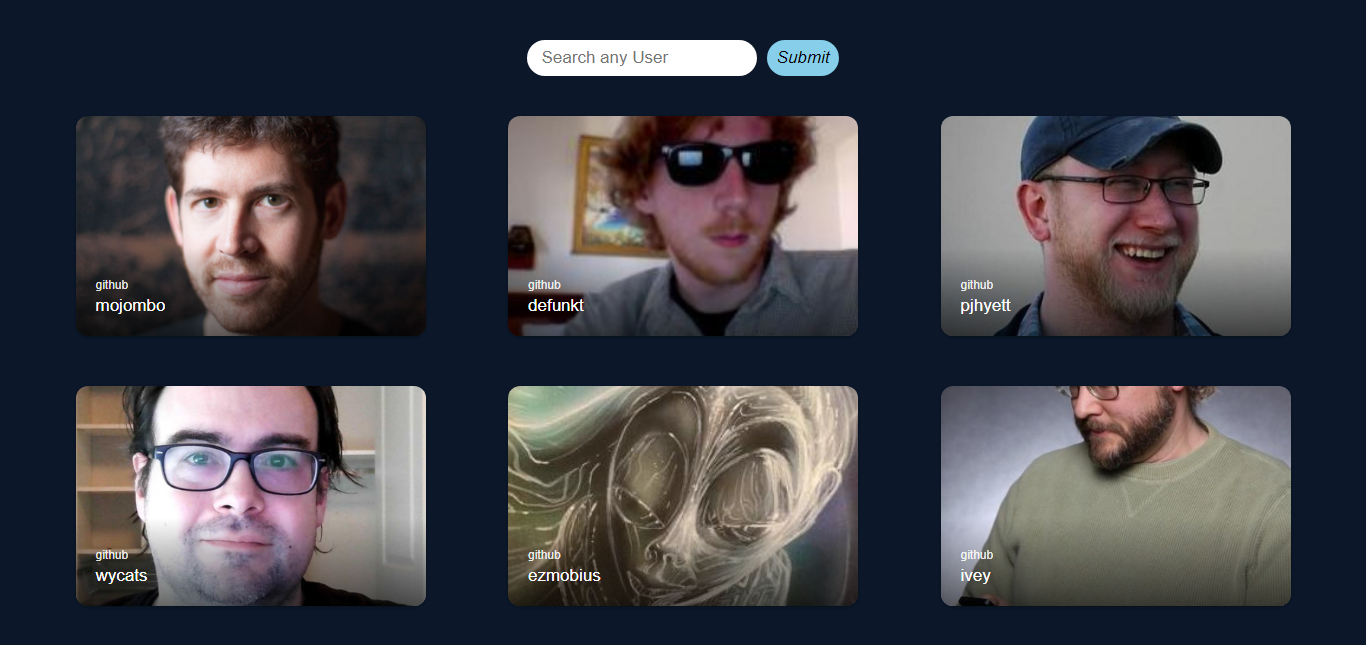 Search any User
Submit
github
mojombo
github
defunkt
github
pjhyett
github
wycats
github
ezmobius
github
ivey